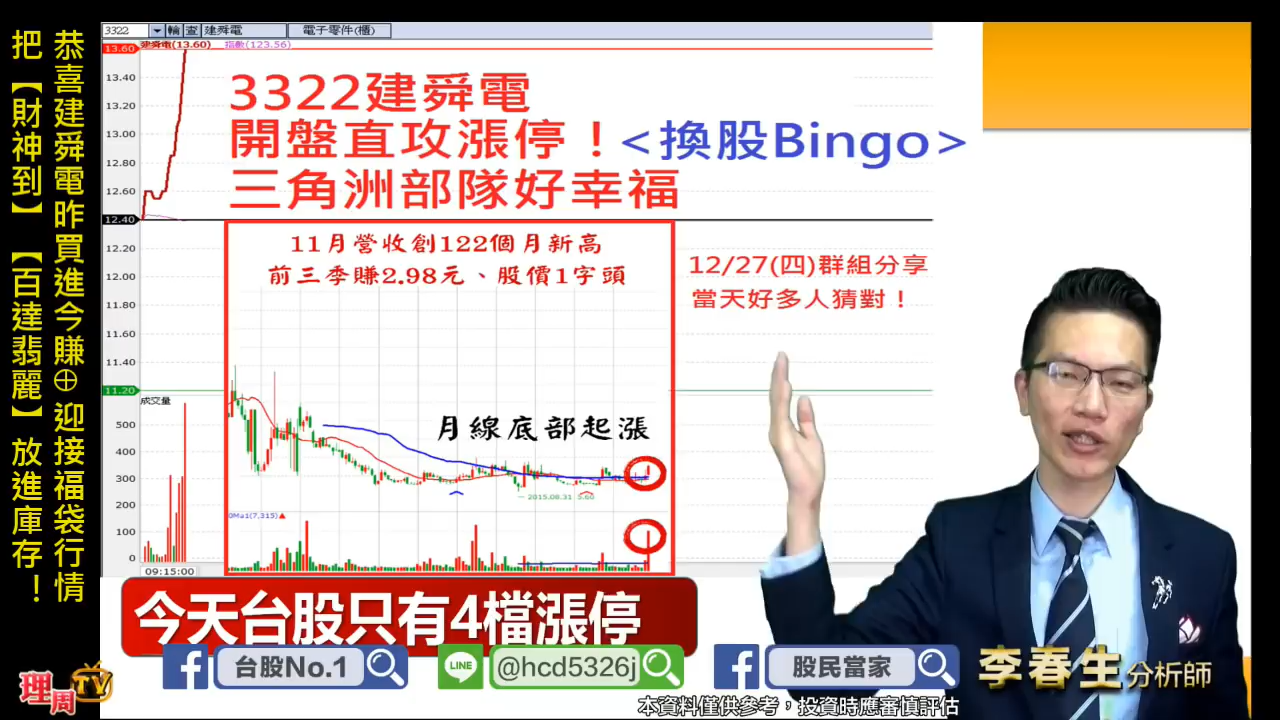 恭喜建舜電昨買進今賺⊕ 迎接福袋行情
把【財神到】【百達翡麗】放進庫存！
3322 輪 查 建舜電 電子零件(櫃)
建舜電(13.60) 指數(123.56)
13.60
13.40
13.20
13.00
12.80
12.60
12.40
12.20
12.00
11.80
11.60
11.40
11.20
成交量
500
400
300
200
100
0
09:15:00
3322建舜電
開盤直攻漲停！<換股Bingo>
三角洲部隊好幸福
11月營收創122個月新高
前三季賺2.98元、股價1字頭
12/27(四)群組分享
當天好多人猜對！
月線底部起漲
2015.08.31 3.60
OMa1(7,315)▲
今天台股只有4檔漲停
台股No.1
LINE @hcd5326j
股民當家
李春生分析師
理周TV
本資料僅供參考，投資時應審慎評估